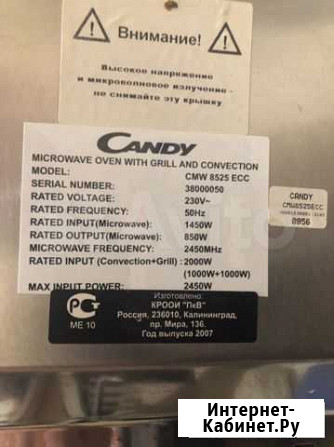 Внимание!
Высокое напряжение
и микроволновое излучение -
не снимайте эту крышку
CANDY
MICROWAVE OVEN WITH GRILL AND CONVECTION
MODEL: CMW 8525 ECC
SERIAL NUMBER: 38000050
RATED VOLTAGE: 230V~
RATED FREQUENCY: 50Hz
RATED INPUT(Microwave): 1450W
RATED OUTPUT(Microwave): 850W
MICROWAVE FREQUENCY: 2450MHz
RATED INPUT (Convection+Grill) : 2000W
(1000W+1000W)
MAX INPUT POWER: 2450W
CANDY
CMW8525ECC
0956
РСТ
ME 10
Изготовлено:
КРООИ "ПкВ"
Россия, 236010, Калининград,
пр. Мира, 136.
Год выпуска 2007
Интернет-
Кабинет.Ру